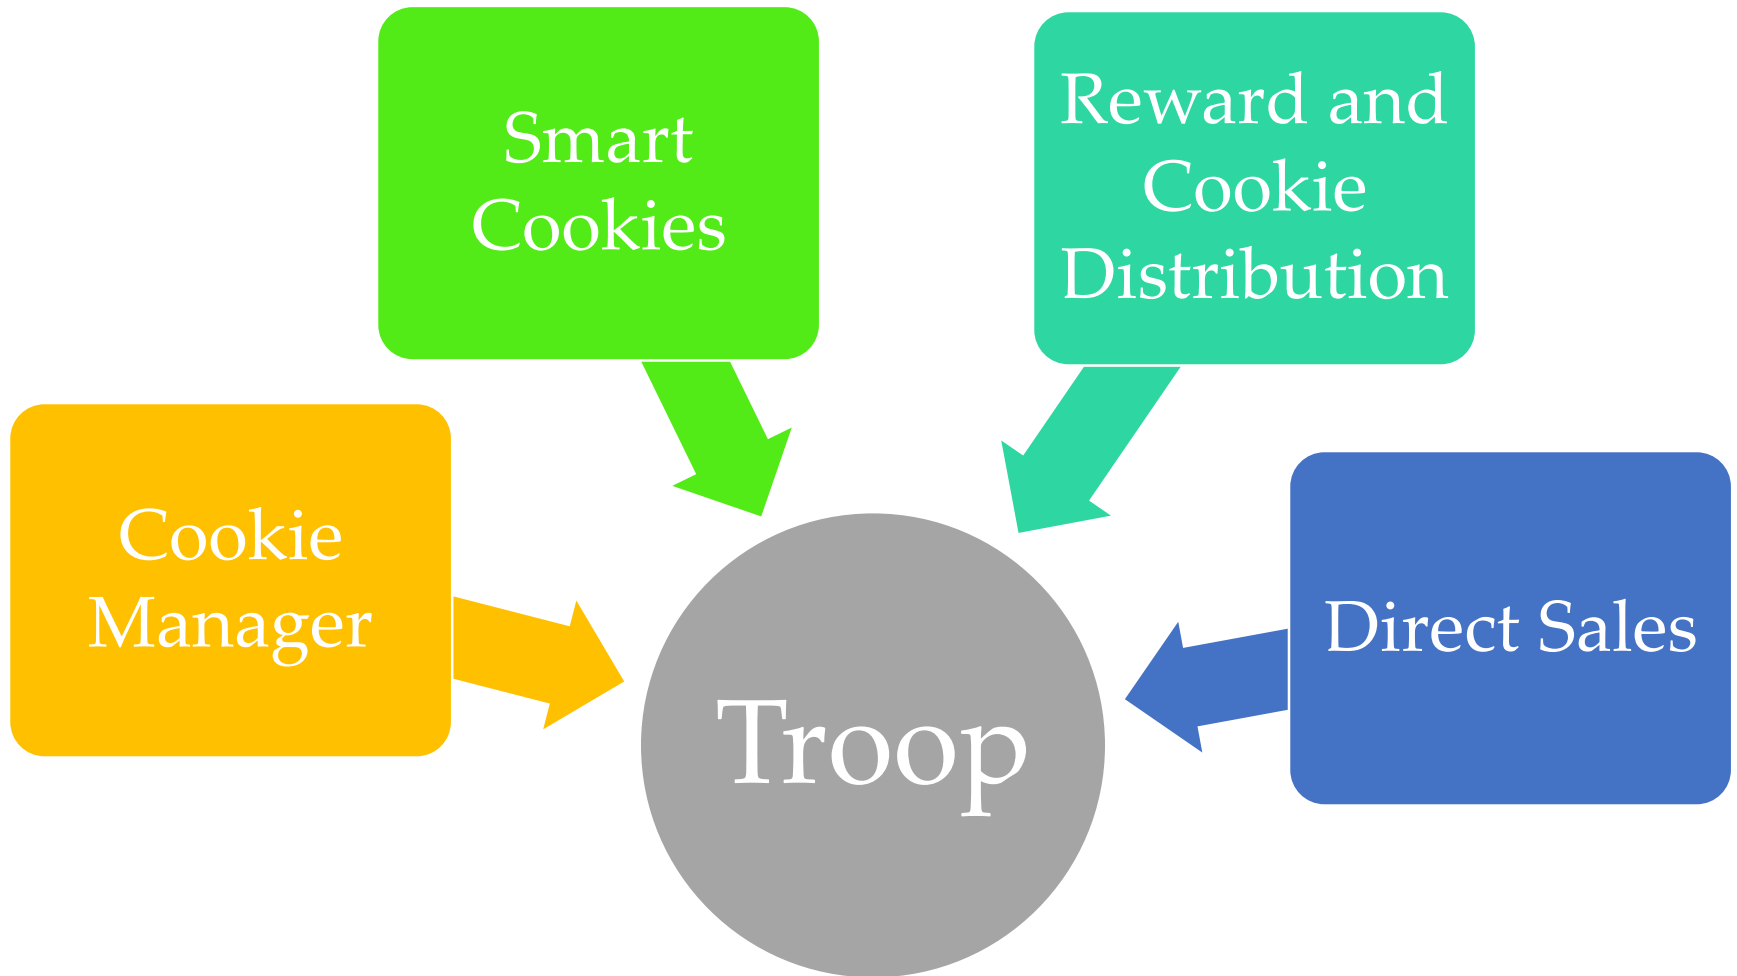 Smart
Cookies
Reward and
Cookie
Distribution
Cookie
Manager
Direct Sales
Troop